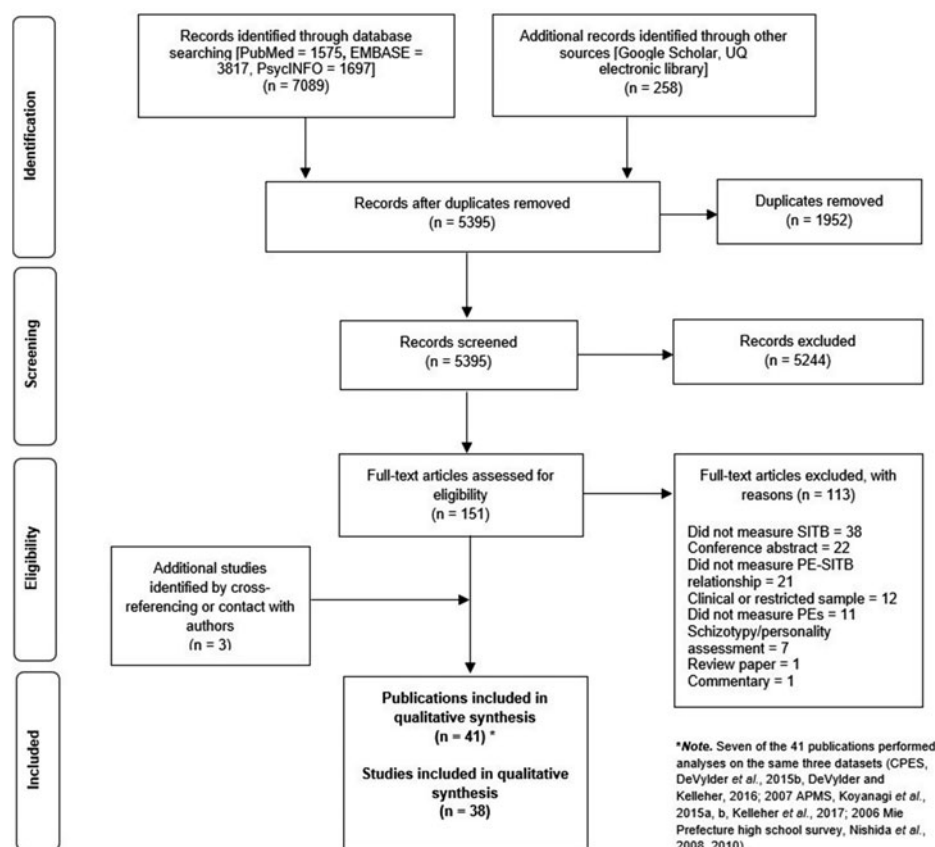 Identification
Records identified through database
searching [PubMed = 1575, EMBASE =
3817, PsycINFO = 1697]
(n = 7089)
Additional records identified through other
sources [Google Scholar, UQ
electronic library]
(n = 258)
Records after duplicates removed
(n = 5395)
Duplicates removed
(n = 1952)
Screening
Records screened
(n = 5395)
Records excluded
(n = 5244)
Eligibility
Full-text articles assessed for
eligibility
(n = 151)
Full-text articles excluded, with
reasons (n = 113)
Did not measure SITB = 38
Conference abstract = 22
Did not measure PE-SITB
relationship = 21
Clinical or restricted sample = 12
Did not measure PEs = 11
Schizotypy/personality
assessment = 7
Review paper = 1
Commentary = 1
Additional studies
identified by cross-
referencing or contact with
authors
(n = 3)
Included
Publications included in
qualitative synthesis
(n = 41) *
Studies included in qualitative
synthesis
(n = 38)
*Note. Seven of the 41 publications performed
analyses on the same three datasets (CPES,
DeVylder et al., 2015b, DeVylder and
Kelleher, 2016; 2007 APMS, Koyanagi et al.,
2015a, b, Kelleher et al., 2017; 2006 Mie
Prefecture high school survey, Nishida et al.,
2008, 2010)